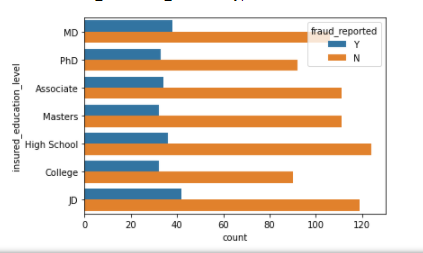 fraud_reported
Y
N
MD
PhD
Associate
Masters
High School
College
JD
insured_education_level
0 20 40 60 80 100 120
count